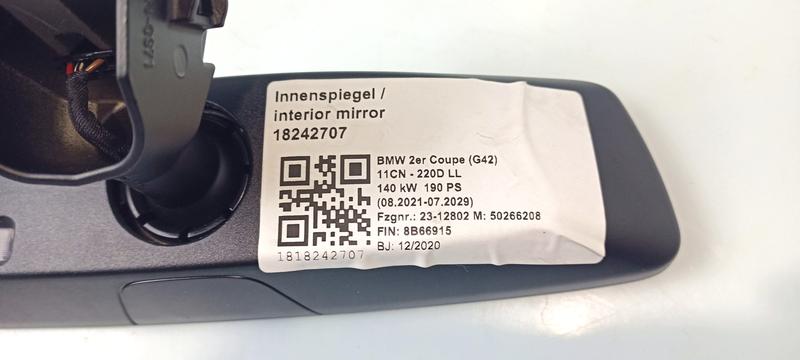 Innenspiegel /
interior mirror
18242707
BMW 2er Coupe (G42)
11CN - 220D LL
140 kW 190 PS
(08.2021-07.2029)
Fzgnr.: 23-12802 M: 50266208
FIN: 8B66915
BJ: 12/2020
1818242707